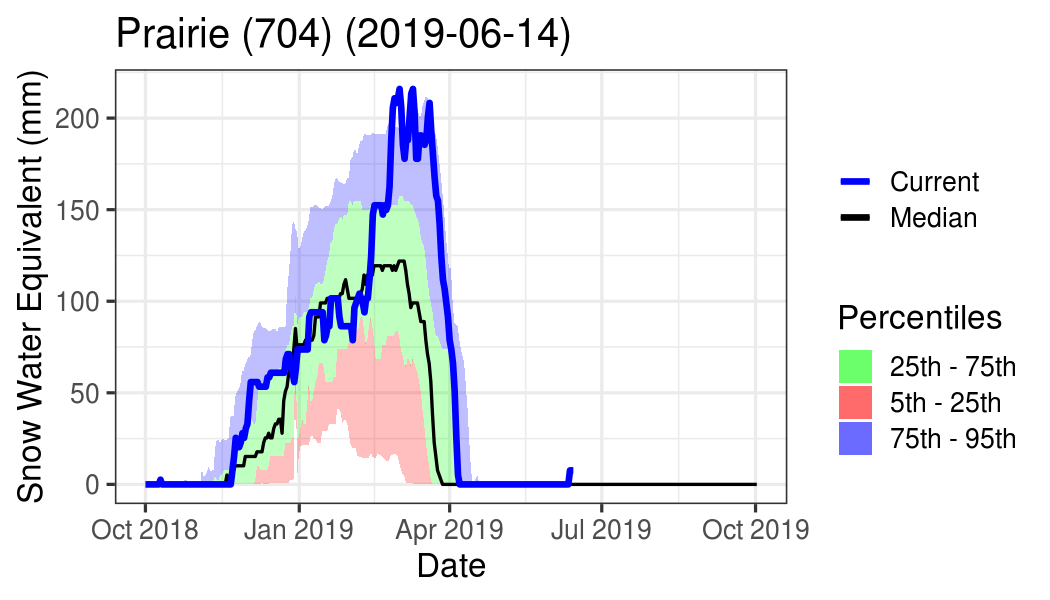 Prairie (704) (2019-06-14)
Snow Water Equivalent (mm)
200
150
100
50
0
Oct 2018
Jan 2019
Apr 2019
Jul 2019
Oct 2019
Date
Current
Median
Percentiles
25th - 75th
5th - 25th
75th - 95th